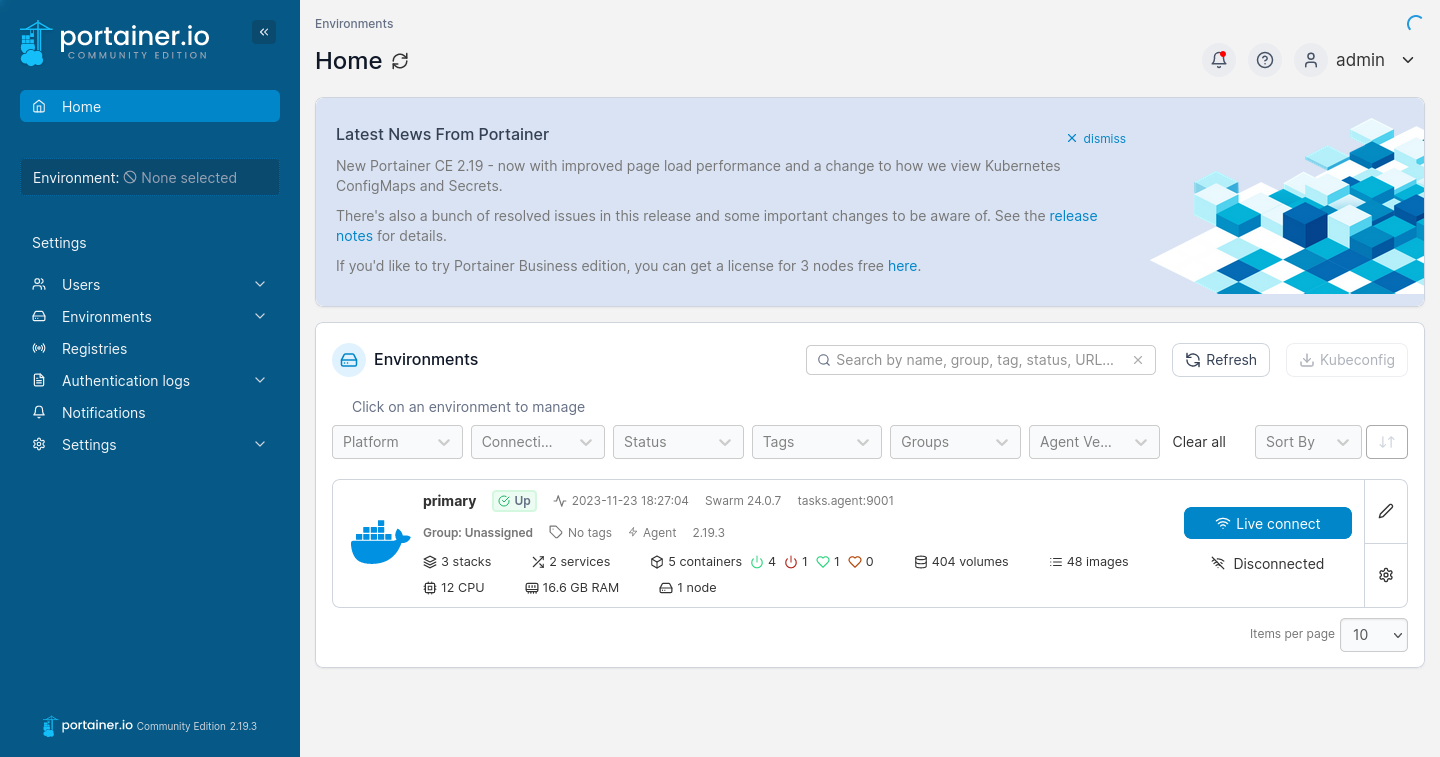 portainer.io
COMMUNITY EDITION
Home
Environment: None selected
Settings
Users
Environments
Registries
Authentication logs
Notifications
Settings
portainer.io Community Edition 2.19.3
Environments
Home
admin
Latest News From Portainer
dismiss
New Portainer CE 2.19 - now with improved page load performance and a change to how we view Kubernetes
ConfigMaps and Secrets.
There's also a bunch of resolved issues in this release and some important changes to be aware of. See the release
notes for details.
If you'd like to try Portainer Business edition, you can get a license for 3 nodes free here.
Environments
Search by name, group, tag, status, URL...
Refresh
Kubeconfig
Click on an environment to manage
Platform
Connecti...
Status
Tags
Groups
Agent Ve...
Clear all
Sort By
primary Up 2023-11-23 18:27:04 Swarm 24.0.7 tasks.agent:9001
Group: Unassigned No tags Agent 2.19.3
3 stacks 2 services 5 containers 4 1 1 0 404 volumes 48 images
12 CPU 16.6 GB RAM 1 node
Live connect
Disconnected
Items per page 10